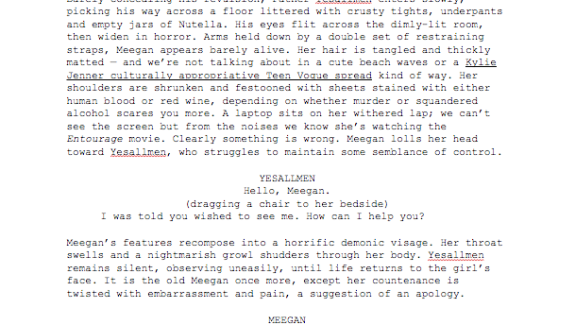 Barely concealing his revulsion, Father Yesallmen enters slowly,
picking his way across a floor littered with crusty tights, underpants
and empty jars of Nutella. His eyes flit across the dimly-lit room,
then widen in horror. Arms held down by a double set of restraining
straps, Meegan appears barely alive. Her hair is tangled and thickly
matted — and we're not talking about in a cute beach waves or a Kylie
Jenner culturally appropriative Teen Vogue spread kind of way. Her
shoulders are shrunken and festooned with sheets stained with either
human blood or red wine, depending on whether murder or squandered
alcohol scares you more. A laptop sits on her withered lap; we can't
see the screen but from the noises we know she's watching the
Entourage movie. Clearly something is wrong. Meegan lolls her head
toward Yesallmen, who struggles to maintain some semblance of control.
YESALLMEN
Hello, Meegan.
(dragging a chair to her bedside)
I was told you wished to see me. How can I help you?
Meegan's features recompose into a horrific demonic visage. Her throat
swells and a nightmarish growl shudders through her body. Yesallmen
remains silent, observing uneasily, until life returns to the girl's
face. It is the old Meegan once more, except her countenance is
twisted with embarrassment and pain, a suggestion of an apology.
MEEGAN